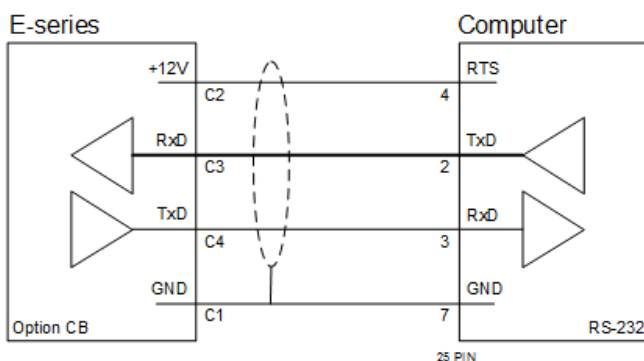 E-series Computer
+12V RTS
C2 4
RxD TxD
C3 2
TxD RxD
C4 3
GND GND
C1 7
Option CB RS-232
25 PIN